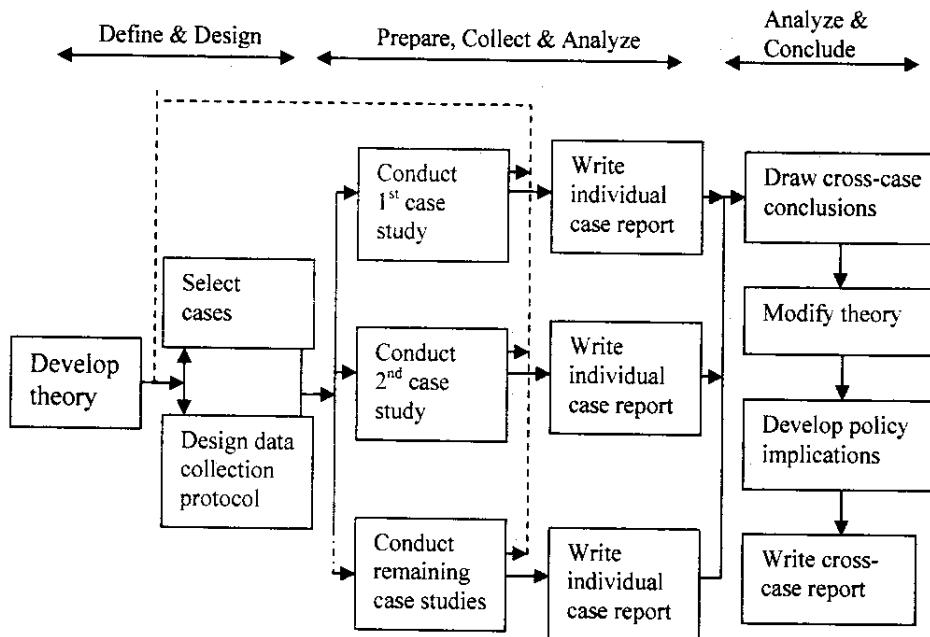 Define & Design
Prepare, Collect & Analyze
Analyze &
Conclude
Develop
theory
Select
cases
Design data
collection
protocol
Conduct
1st case
study
Conduct
2nd case
study
Conduct
remaining
case studies
Write
individual
case report
Write
individual
case report
Write
individual
case report
Draw cross-case
conclusions
Modify theory
Develop policy
implications
Write cross-
case report